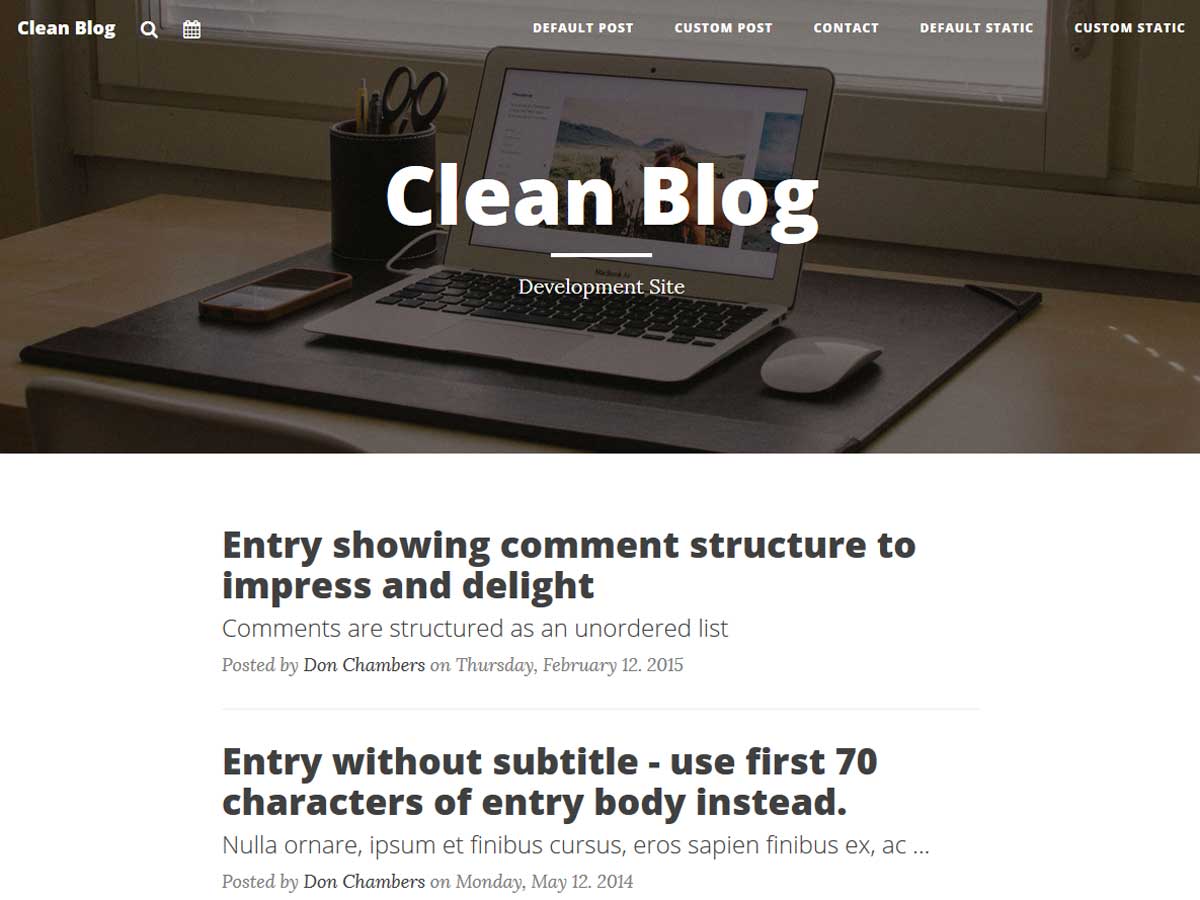 Clean Blog
DEFAULT POST
CUSTOM POST
CONTACT
DEFAULT STATIC
CUSTOM STATIC
Clean Blog
MacBook Air
Development Site
Entry showing comment structure to
impress and delight
Comments are structured as an unordered list
Posted by Don Chambers on Thursday, February 12. 2015
Entry without subtitle - use first 70
characters of entry body instead.
Nulla ornare, ipsum et finibus cursus, eros sapien finibus ex, ac ...
Posted by Don Chambers on Monday, May 12. 2014